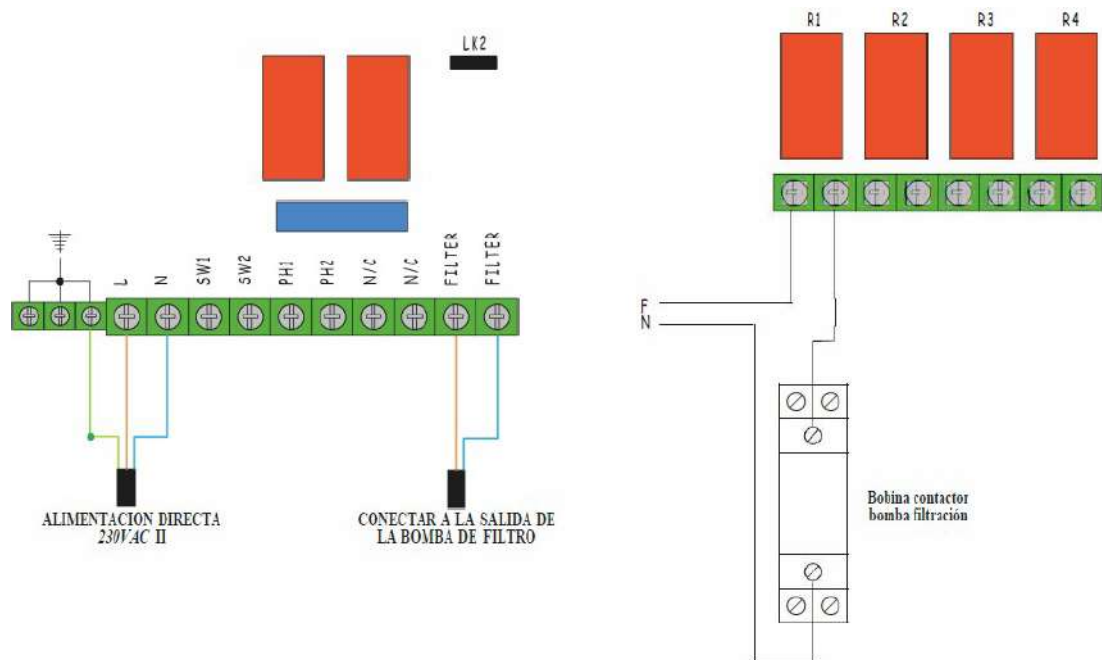 LK2
L
N
SW1
SW2
PH1
PH2
N/C
N/C
FILTER
FILTER
ALIMENTACION DIRECTA
230VAC II
CONECTAR A LA SALIDA DE
LA BOMBA DE FILTRO
R1
R2
R3
R4
F
N
Bobina contactor
bomba filtración